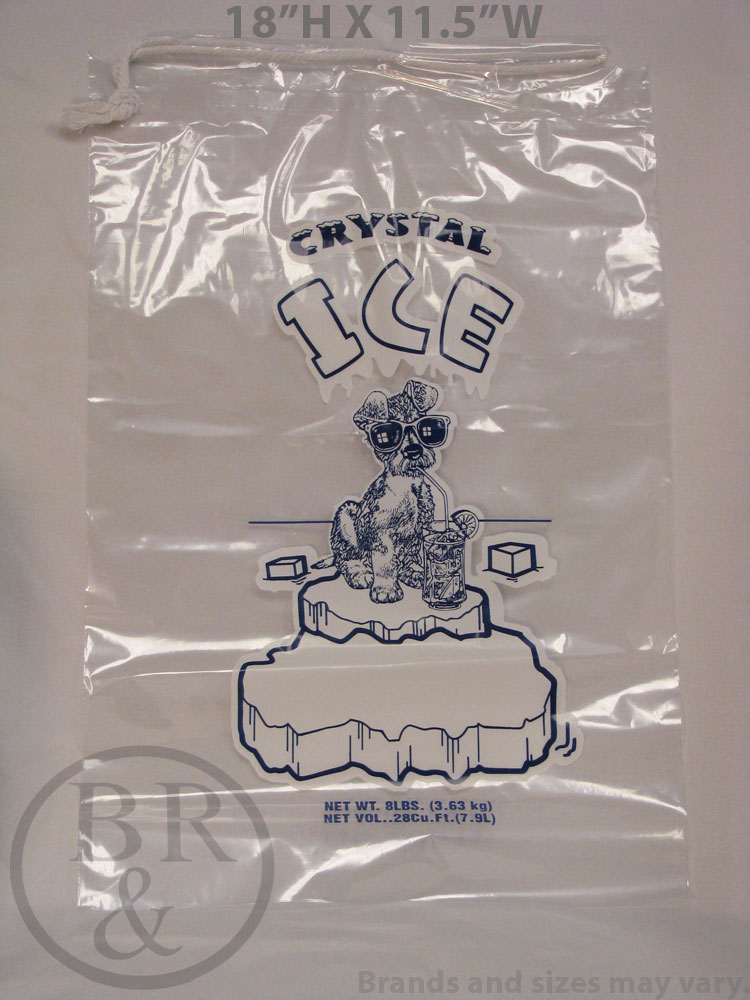 18”H X 11.5”W
CRYSTAL
ICE
NET WT. 8LBS. (3.63 kg)
NET VOL..28Cu.Ft.(7.9L)
BR
&
Brands and sizes may vary.